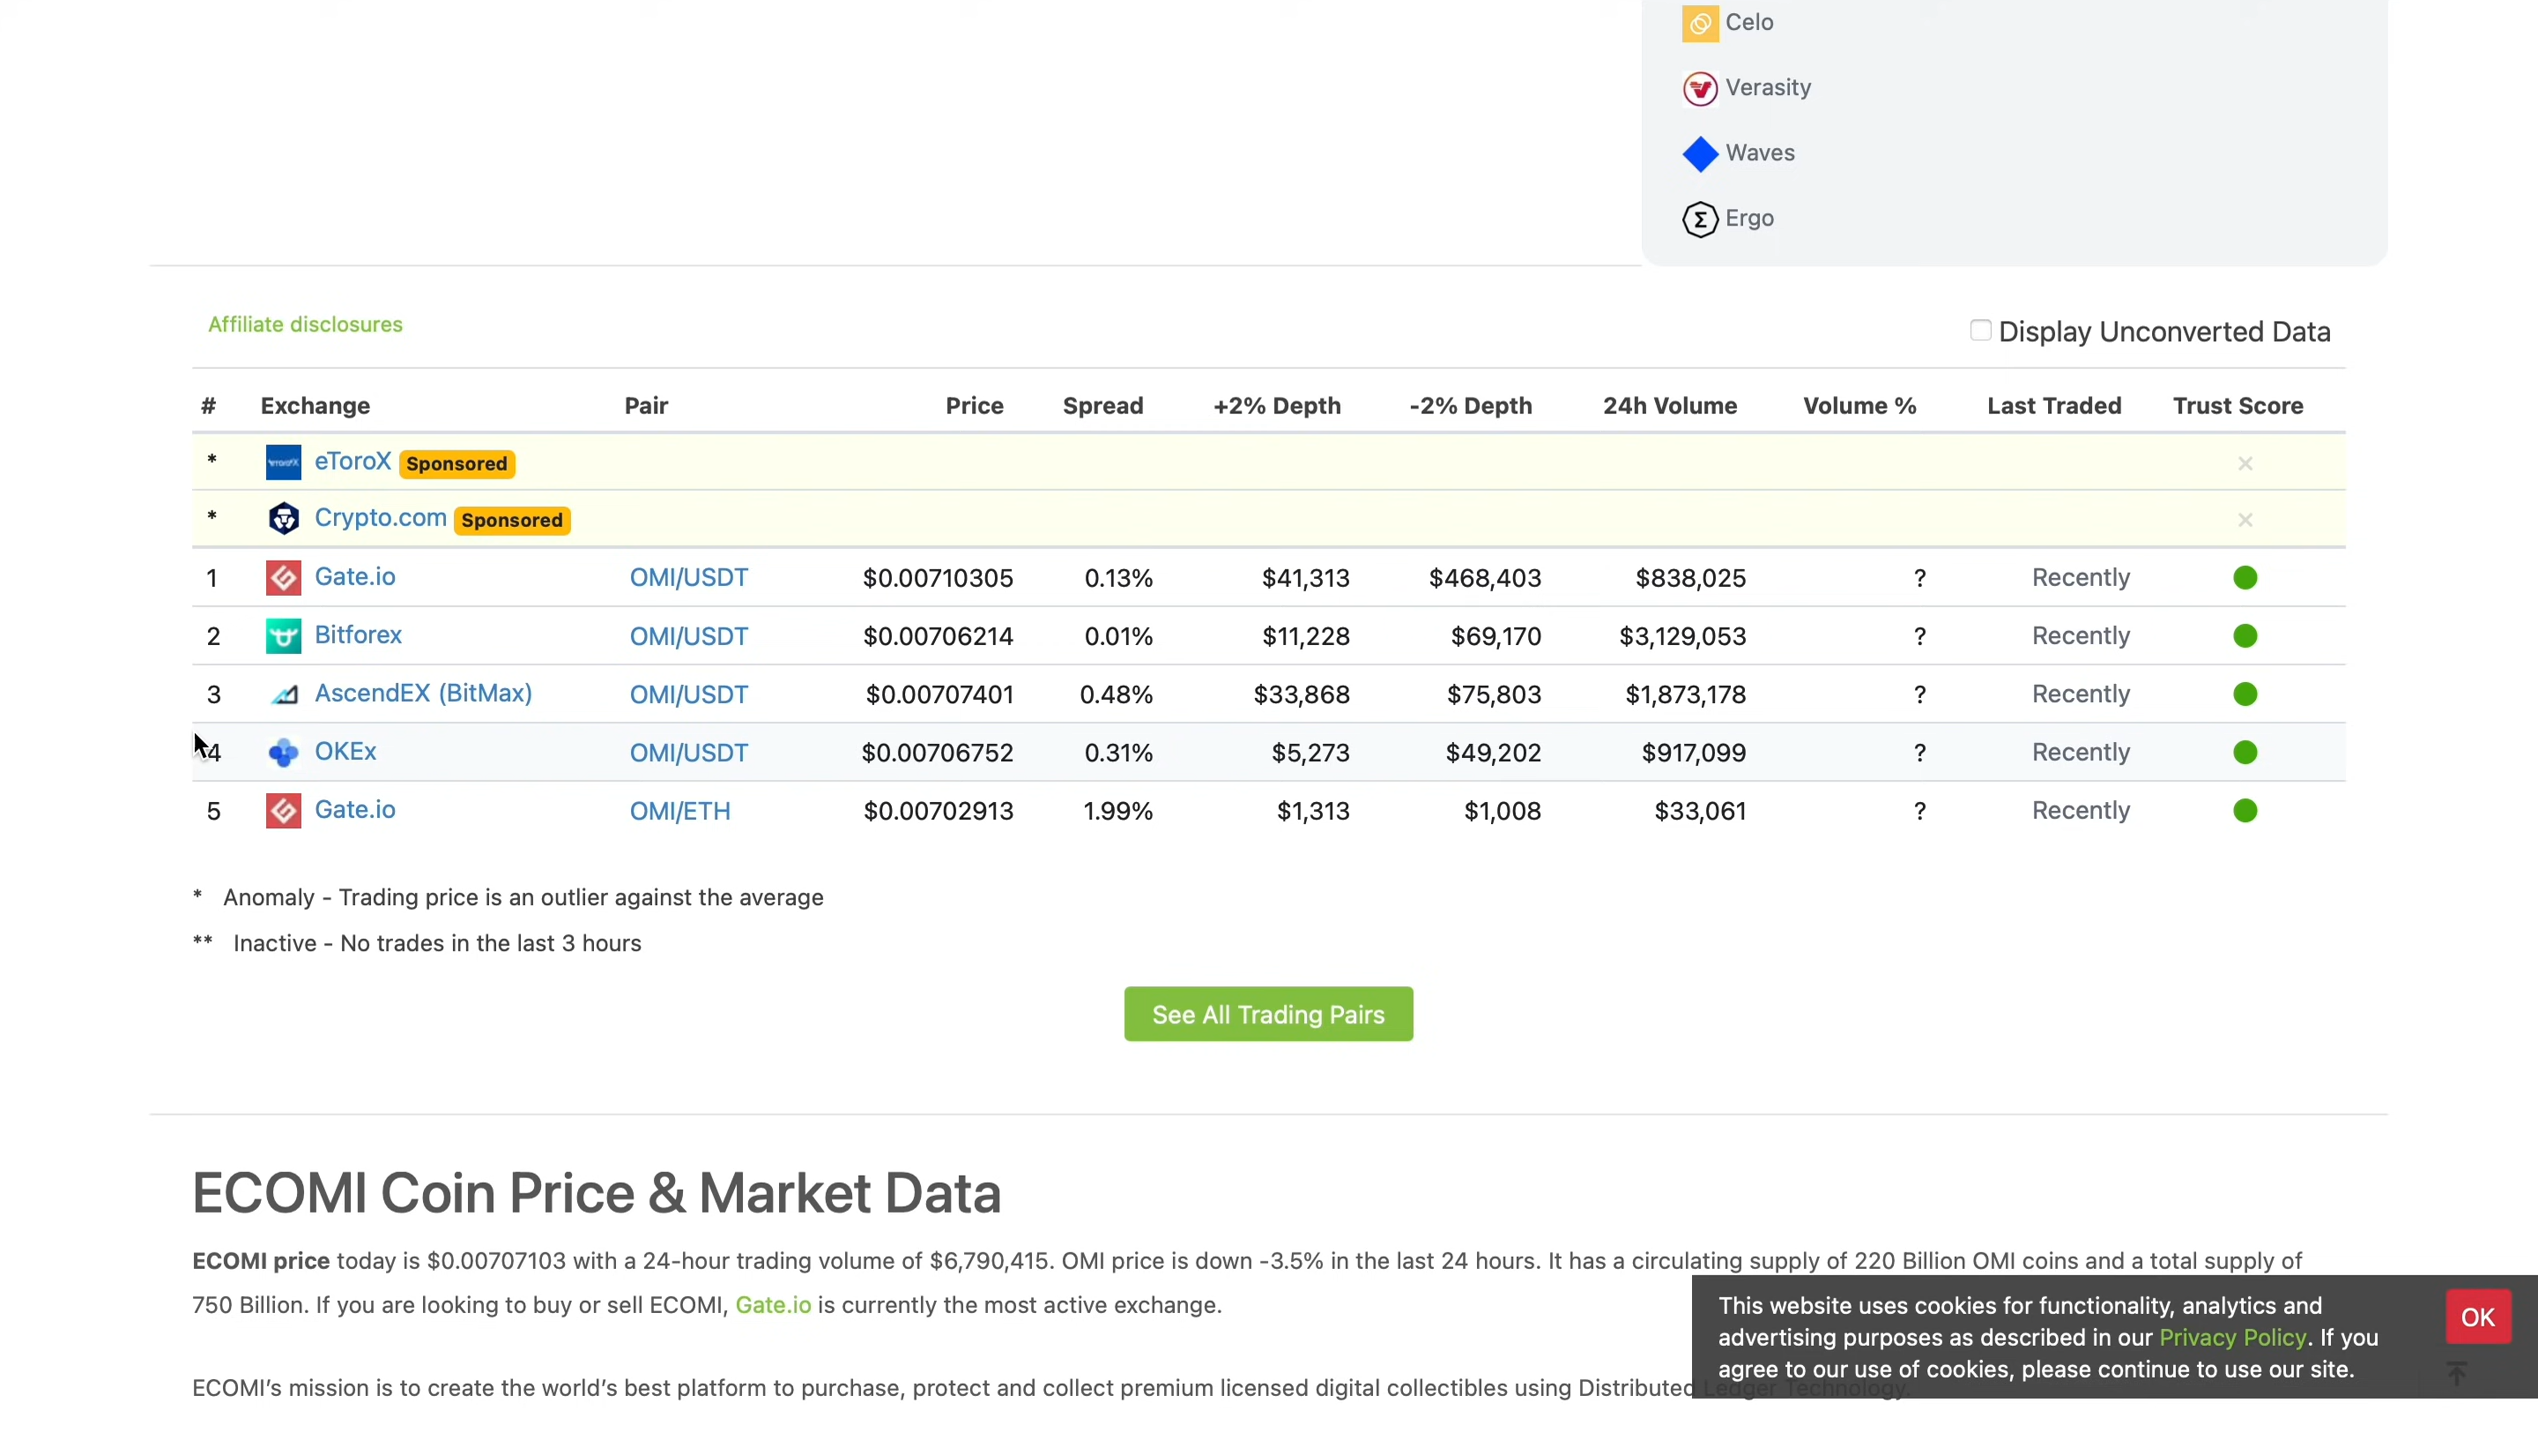 Celo
Verasity
Waves
Ergo
Affiliate disclosures
Display Unconverted Data
# Exchange Pair Price Spread +2% Depth -2% Depth 24h Volume Volume % Last Traded Trust Score
* eToroX Sponsored ×
* Crypto.com Sponsored ×
1 Gate.io OMI/USDT $0.00710305 0.13% $41,313 $468,403 $838,025 ? Recently
2 Bitforex OMI/USDT $0.00706214 0.01% $11,228 $69,170 $3,129,053 ? Recently
3 AscendEX (BitMax) OMI/USDT $0.00707401 0.48% $33,868 $75,803 $1,873,178 ? Recently
4 OKEx OMI/USDT $0.00706752 0.31% $5,273 $49,202 $917,099 ? Recently
5 Gate.io OMI/ETH $0.00702913 1.99% $1,313 $1,008 $33,061 ? Recently
* Anomaly - Trading price is an outlier against the average
** Inactive - No trades in the last 3 hours
See All Trading Pairs
ECOMI Coin Price & Market Data
ECOMI price today is $0.00707103 with a 24-hour trading volume of $6,790,415. OMI price is down -3.5% in the last 24 hours. It has a circulating supply of 220 Billion OMI coins and a total supply of
750 Billion. If you are looking to buy or sell ECOMI, Gate.io is currently the most active exchange.
ECOMI's mission is to create the world's best platform to purchase, protect and collect premium licensed digital collectibles using Distributed Ledger Technology.
This website uses cookies for functionality, analytics and
advertising purposes as described in our Privacy Policy. If you
agree to our use of cookies, please continue to use our site.
OK